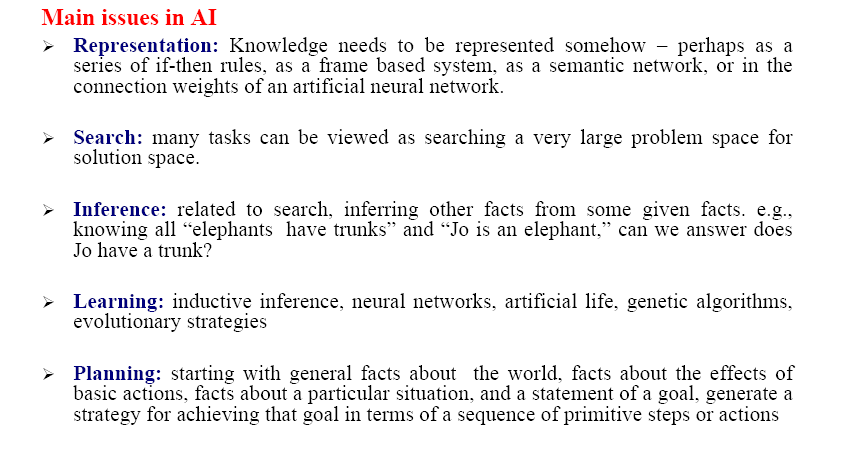 Main issues in AI
➢ Representation: Knowledge needs to be represented somehow – perhaps as a
series of if-then rules, as a frame based system, as a semantic network, or in the
connection weights of an artificial neural network.
➢ Search: many tasks can be viewed as searching a very large problem space for
solution space.
➢ Inference: related to search, inferring other facts from some given facts. e.g.,
knowing all “elephants have trunks” and “Jo is an elephant,” can we answer does
Jo have a trunk?
➢ Learning: inductive inference, neural networks, artificial life, genetic algorithms,
evolutionary strategies
➢ Planning: starting with general facts about the world, facts about the effects of
basic actions, facts about a particular situation, and a statement of a goal, generate a
strategy for achieving that goal in terms of a sequence of primitive steps or actions